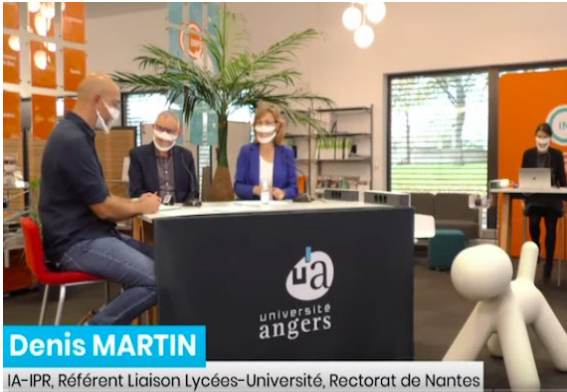 ua
université
angers
Denis MARTIN
IA-IPR, Référent Liaison Lycées-Université, Rectorat de Nantes